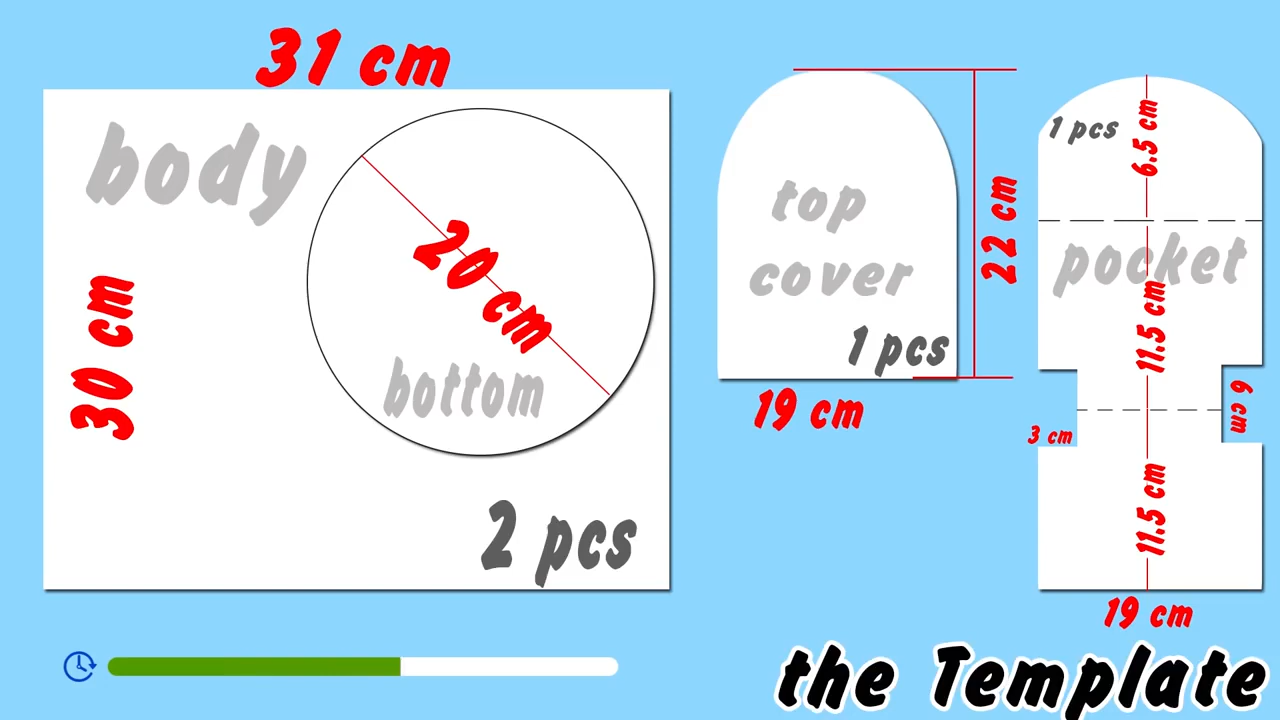 31 cm
body
30 cm
20 cm
bottom
2 pcs
top
cover
1 pcs
22 cm
19 cm
1 pcs
6.5 cm
pocket
11.5 cm
6 cm
3 cm
11.5 cm
19 cm
the Template